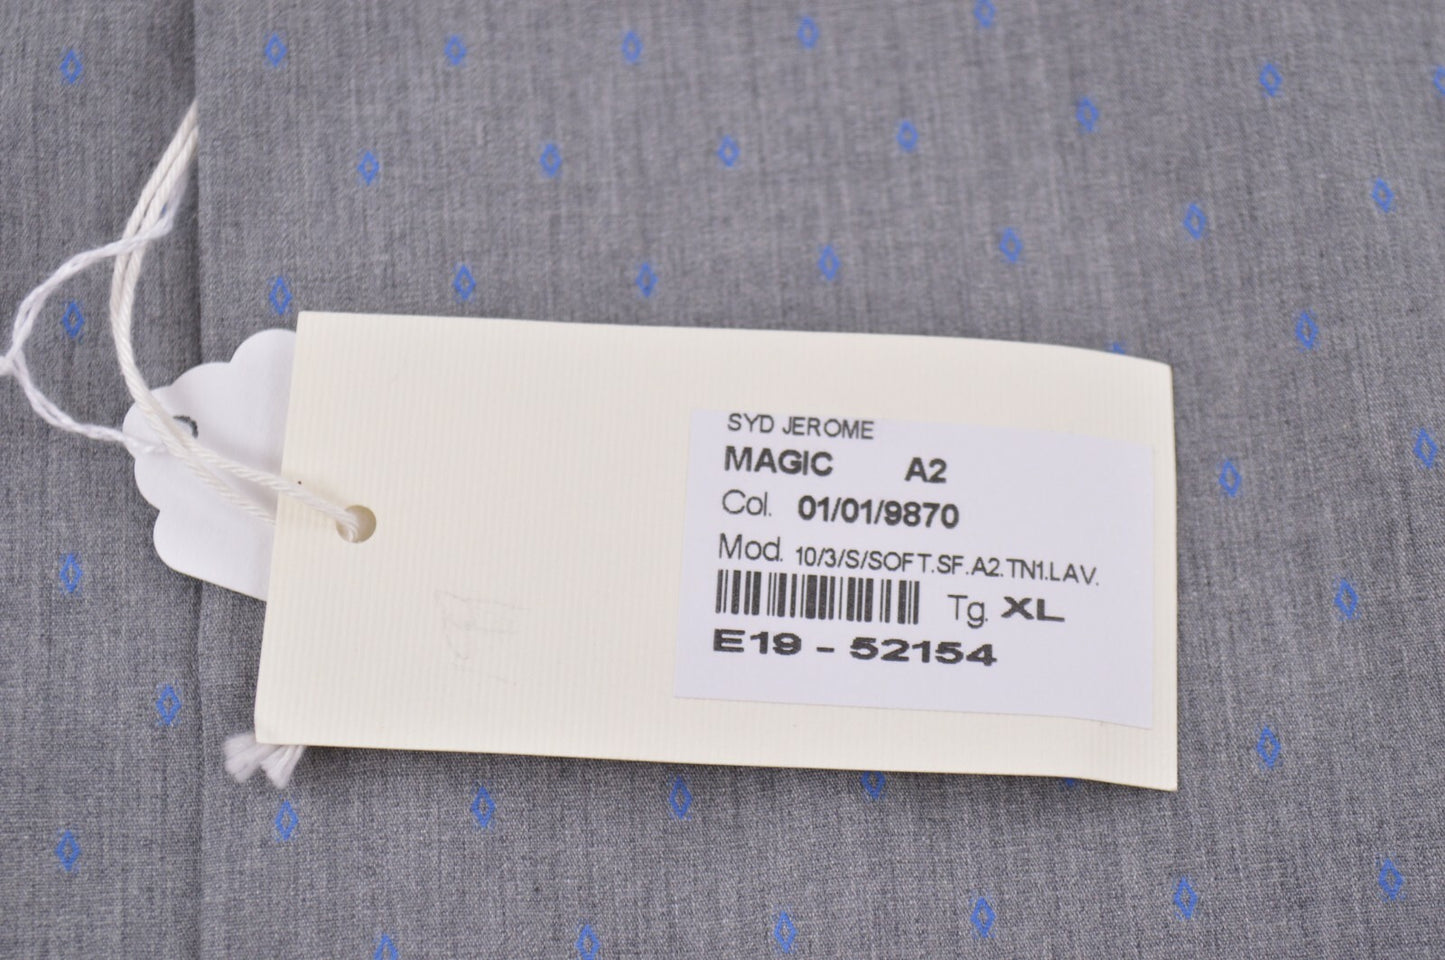 SYD JEROME
MAGIC A2
Col. 01/01/9870
Mod. 10/3/S/SOFT.SF.A2.TN1.LAV.
Tg. XL
E19 - 52154